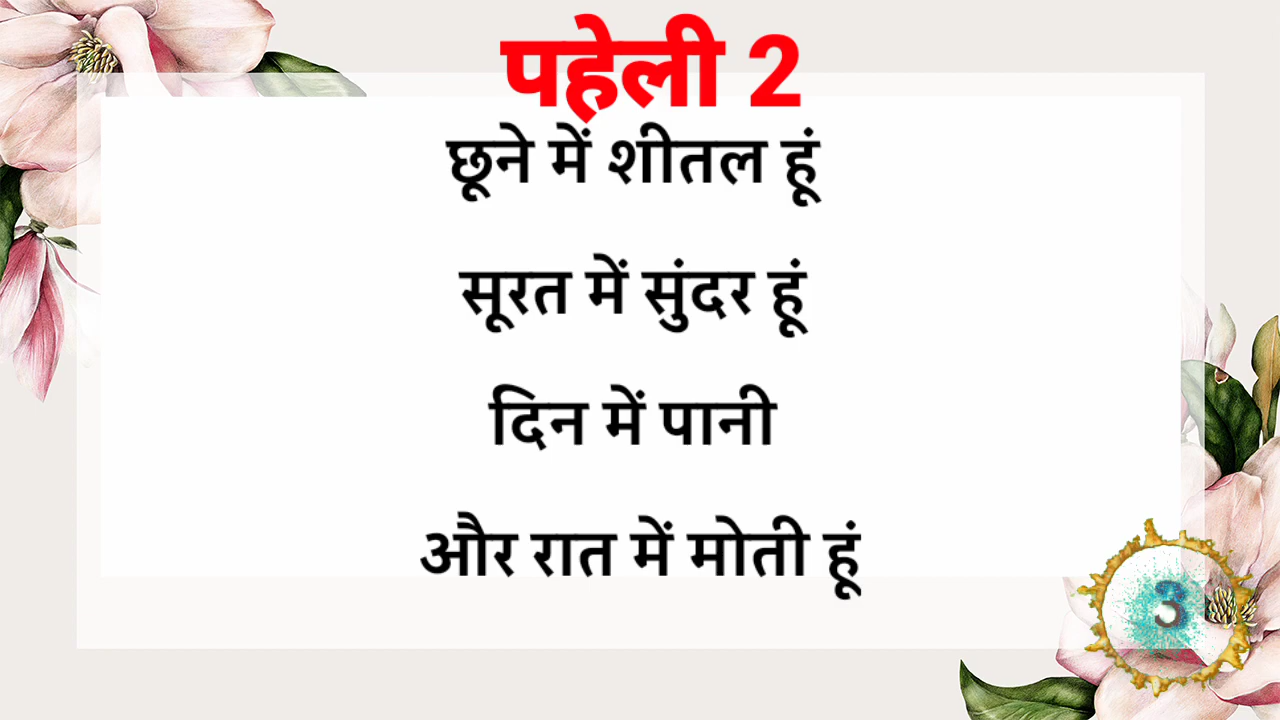 पहेली 2
छूने में शीतल हूं
सूरत में सुंदर हूं
दिन में पानी
और रात में मोती हूं
3